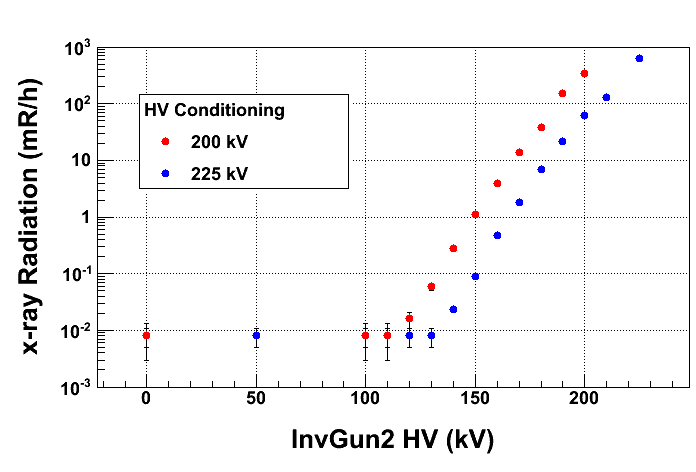 10³
10²
10
1
10⁻¹
10⁻²
10⁻³
x-ray Radiation (mR/h)
HV Conditioning
200 kV
225 kV
0 50 100 150 200
InvGun2 HV (kV)